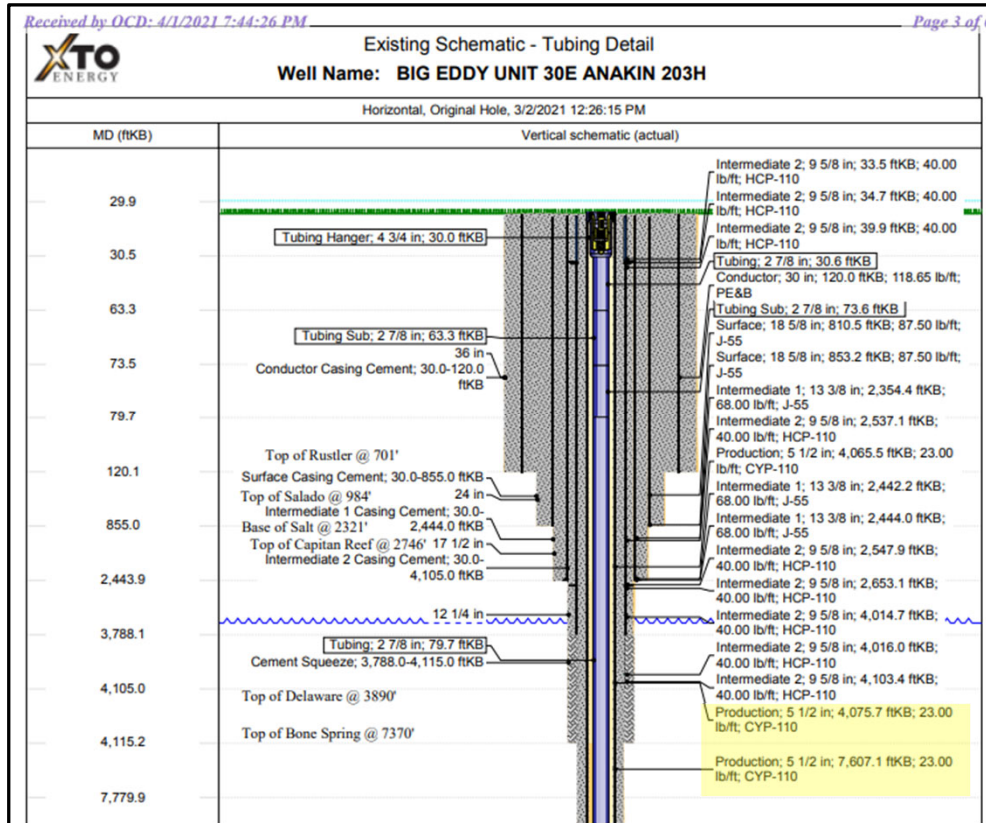 Received by OCD: 4/1/2021 7:44:26 PM
Page 3 of
XTO
ENERGY
Existing Schematic - Tubing Detail
Well Name: BIG EDDY UNIT 30E ANAKIN 203H
Horizontal, Original Hole, 3/2/2021 12:26:15 PM
MD (ftKB)
Vertical schematic (actual)
29.9
30.5
63.3
73.5
79.7
120.1
855.0
2,443.9
3,788.1
4,105.0
4,115.2
7,779.9
Tubing Hanger; 4 3/4 in; 30.0 ftKB
Tubing Sub; 2 7/8 in; 63.3 ftKB
36 in
Conductor Casing Cement; 30.0-120.0
ftKB
Top of Rustler @ 701'
Surface Casing Cement; 30.0-855.0 ftKB
Top of Salado @ 984'
24 in
Intermediate 1 Casing Cement; 30.0-
2,444.0 ftKB
Base of Salt @ 2321'
Top of Capitan Reef @ 2746'
17 1/2 in
Intermediate 2 Casing Cement; 30.0-
4,105.0 ftKB
12 1/4 in
Tubing; 2 7/8 in; 79.7 ftKB
Cement Squeeze; 3,788.0-4,115.0 ftKB
Top of Delaware @ 3890'
Top of Bone Spring @ 7370'
Intermediate 2; 9 5/8 in; 33.5 ftKB; 40.00
lb/ft; HCP-110
Intermediate 2; 9 5/8 in; 34.7 ftKB; 40.00
lb/ft; HCP-110
Intermediate 2; 9 5/8 in; 39.9 ftKB; 40.00
lb/ft; HCP-110
Tubing; 2 7/8 in; 30.6 ftKB
Conductor; 30 in; 120.0 ftKB; 118.65 lb/ft;
PE&B
Tubing Sub; 2 7/8 in; 73.6 ftKB
Surface; 18 5/8 in; 810.5 ftKB; 87.50 lb/ft;
J-55
Surface; 18 5/8 in; 853.2 ftKB; 87.50 lb/ft;
J-55
Intermediate 1; 13 3/8 in; 2,354.4 ftKB;
68.00 lb/ft; J-55
Intermediate 2; 9 5/8 in; 2,537.1 ftKB;
40.00 lb/ft; HCP-110
Production; 5 1/2 in; 4,065.5 ftKB; 23.00
lb/ft; CYP-110
Intermediate 1; 13 3/8 in; 2,442.2 ftKB;
68.00 lb/ft; J-55
Intermediate 1; 13 3/8 in; 2,444.0 ftKB;
68.00 lb/ft; J-55
Intermediate 2; 9 5/8 in; 2,547.9 ftKB;
40.00 lb/ft; HCP-110
Intermediate 2; 9 5/8 in; 2,653.1 ftKB;
40.00 lb/ft; HCP-110
Intermediate 2; 9 5/8 in; 4,014.7 ftKB;
40.00 lb/ft; HCP-110
Intermediate 2; 9 5/8 in; 4,016.0 ftKB;
40.00 lb/ft; HCP-110
Intermediate 2; 9 5/8 in; 4,103.4 ftKB;
40.00 lb/ft; HCP-110
Production; 5 1/2 in; 4,075.7 ftKB; 23.00
lb/ft; CYP-110
Production; 5 1/2 in; 7,607.1 ftKB; 23.00
lb/ft; CYP-110